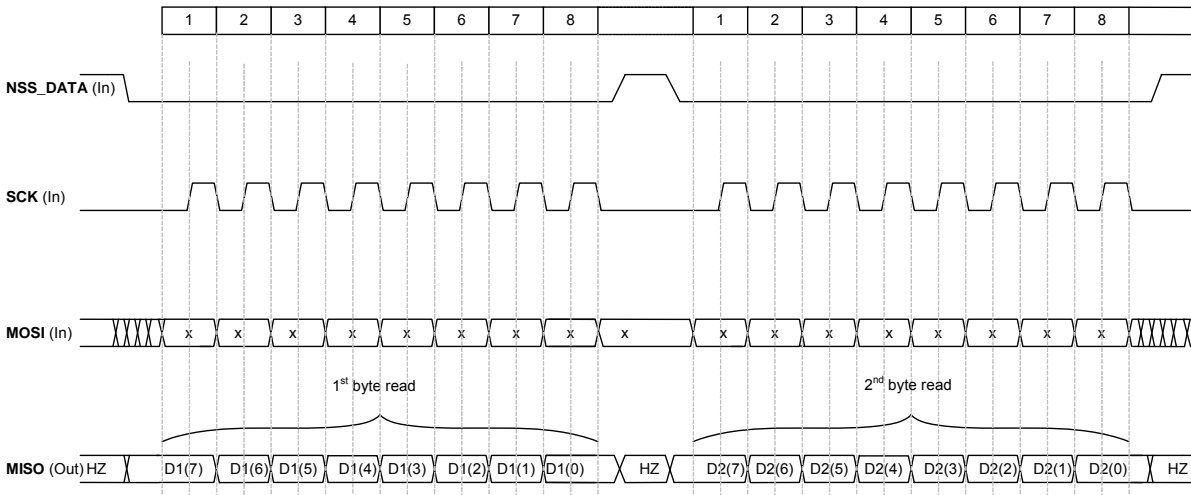 1 2 3 4 5 6 7 8 1 2 3 4 5 6 7 8
NSS_DATA (In)
SCK (In)
MOSI (In) x x x x x x x x x x x x x x x x x
1st byte read 2nd byte read
MISO (Out) HZ D1(7) D1(6) D1(5) D1(4) D1(3) D1(2) D1(1) D1(0) HZ D2(7) D2(6) D2(5) D2(4) D2(3) D2(2) D2(1) D2(0) HZ